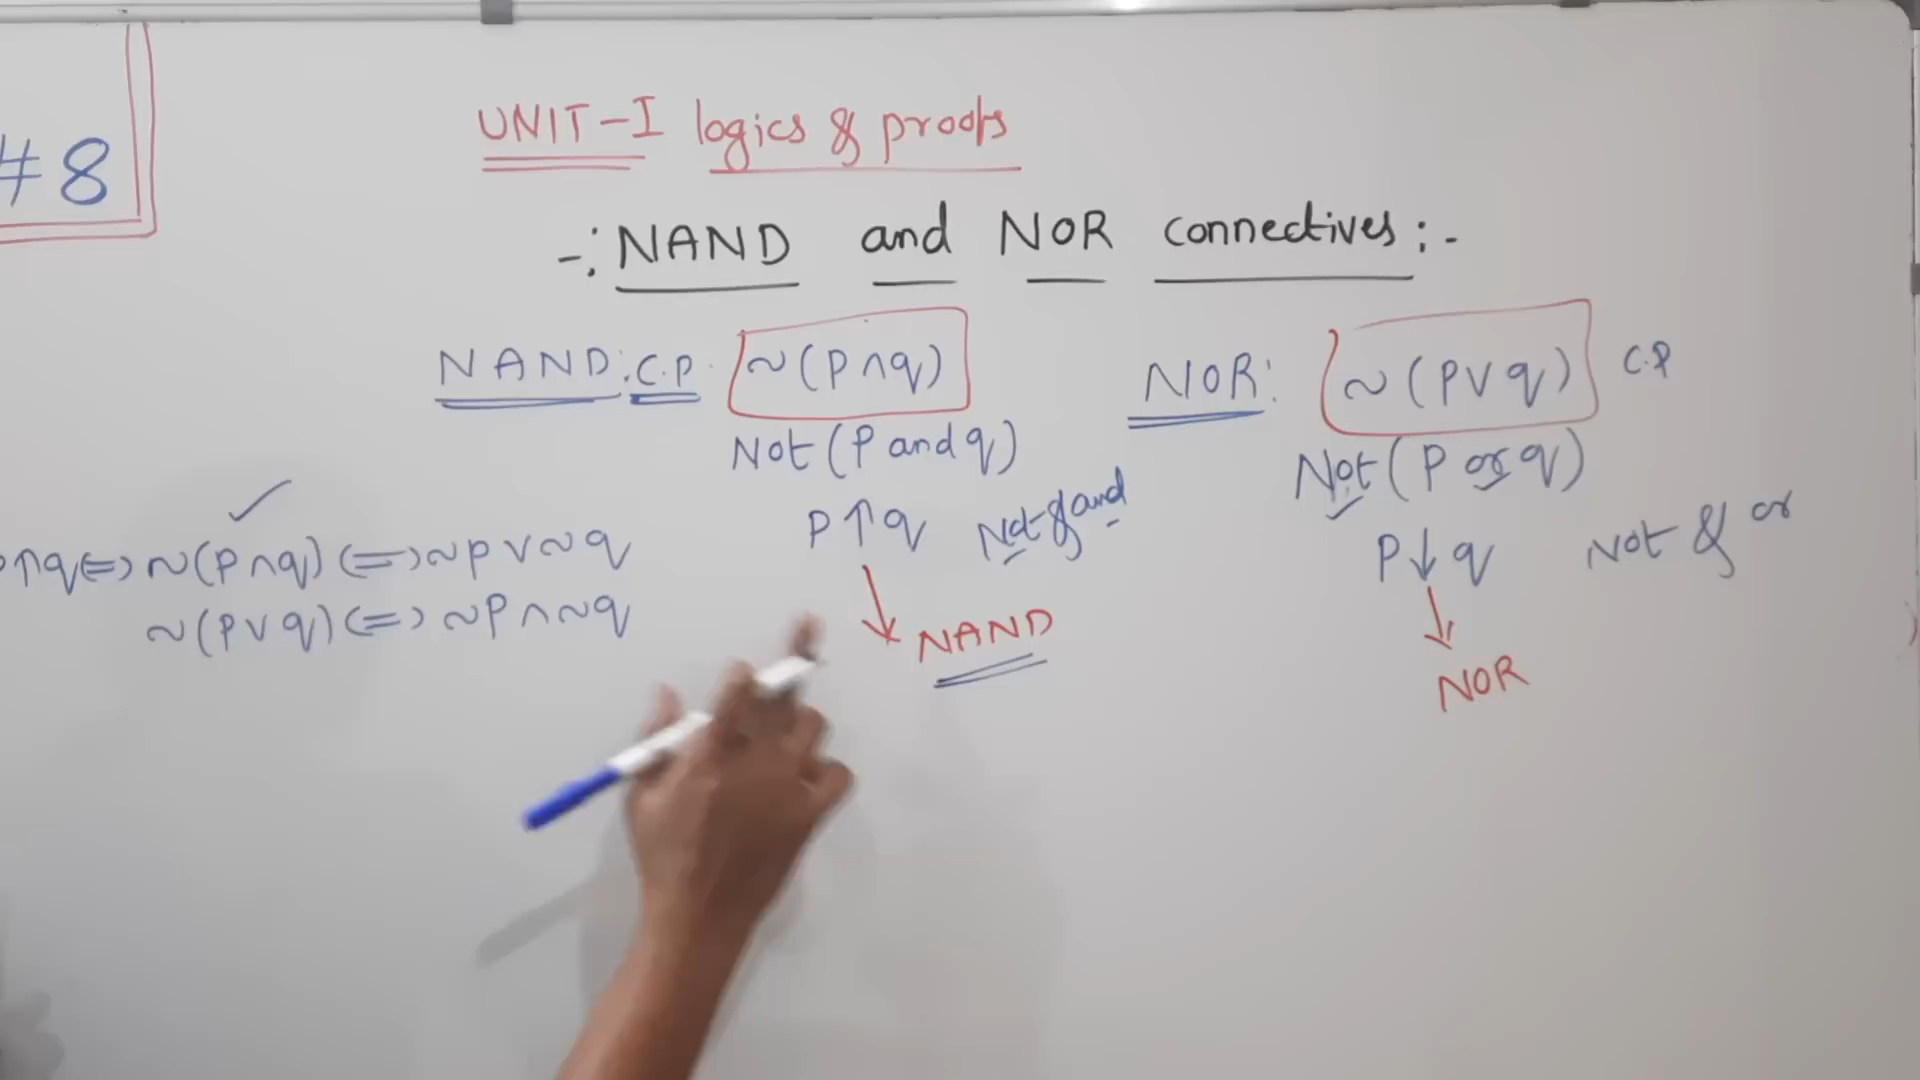 #8
UNIT-I logics & proofs
-: NAND and NOR connectives :-
NAND: C.P. ~(P∧q)
Not (P and q)
P↑q Not & and
NAND
NOR: ~(P∨q) C.P
Not (P or q)
P↓q Not & or
NOR
P↑q <=> ~(P∧q) <=> ~P∨~q
~(P∨q) <=> ~P∧~q